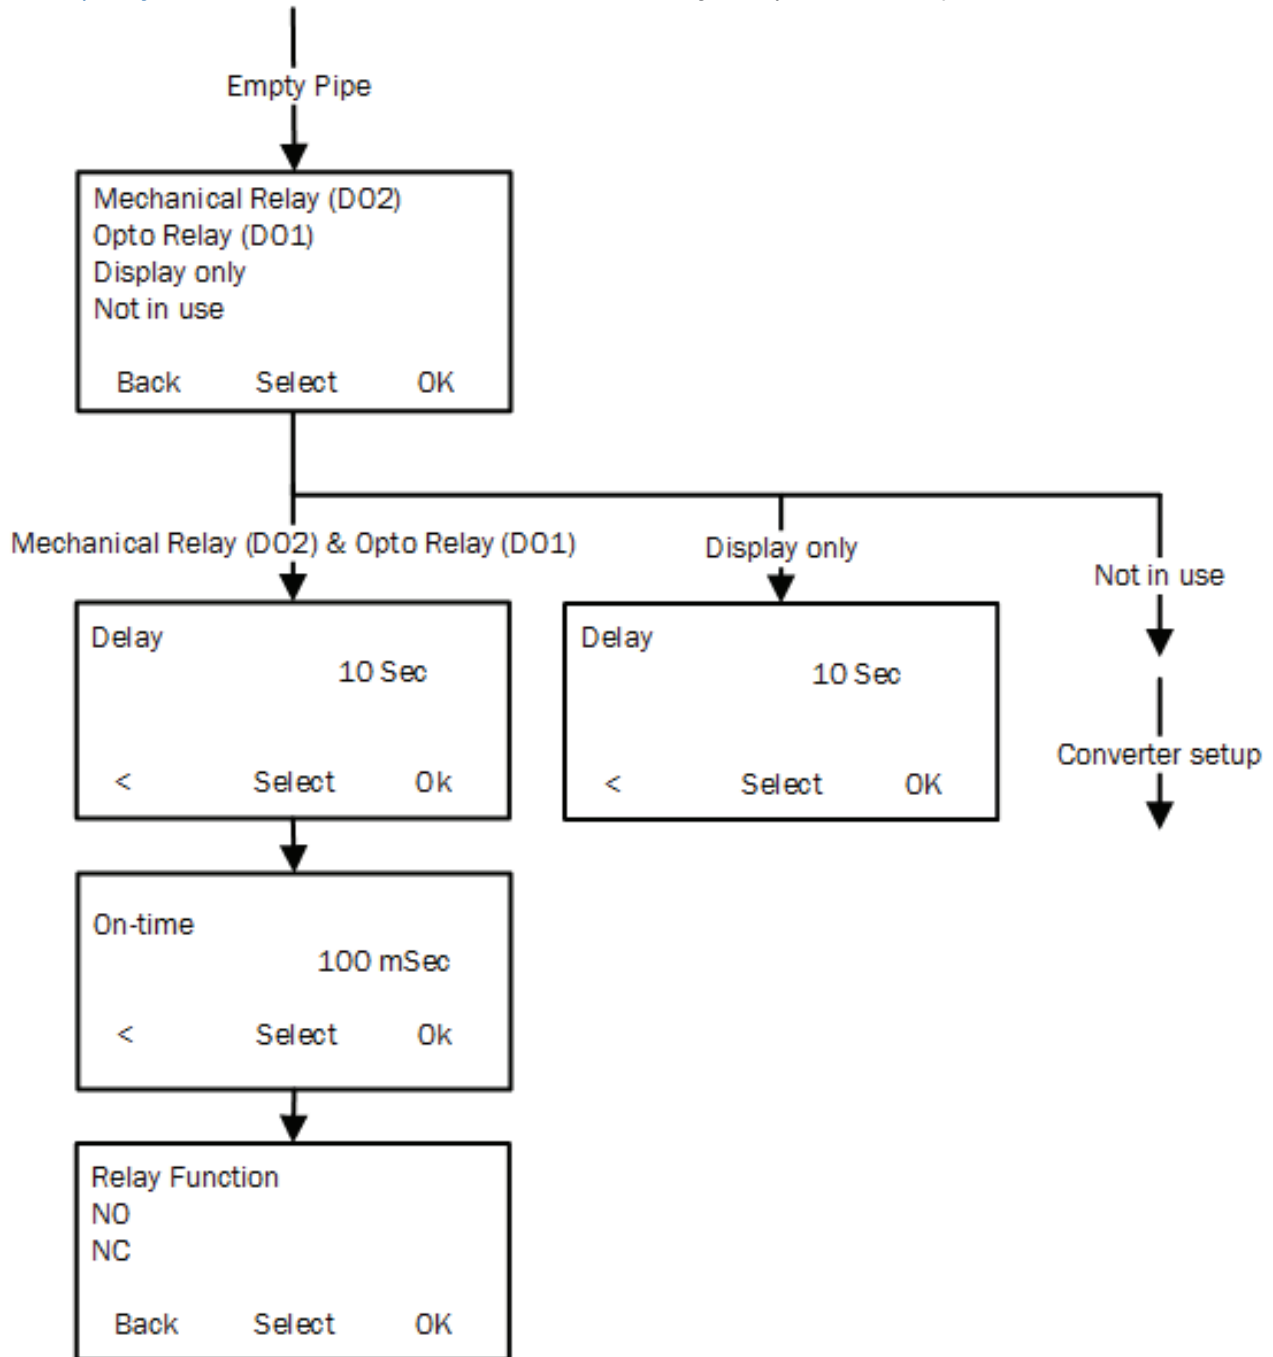 Empty Pipe
Mechanical Relay (DO2)
Opto Relay (DO1)
Display only
Not in use
Back Select OK
Mechanical Relay (DO2) & Opto Relay (DO1)
Display only
Not in use
Delay
10 Sec
< Select Ok
Delay
10 Sec
< Select OK
Converter setup
On-time
100 mSec
< Select Ok
Relay Function
NO
NC
Back Select OK